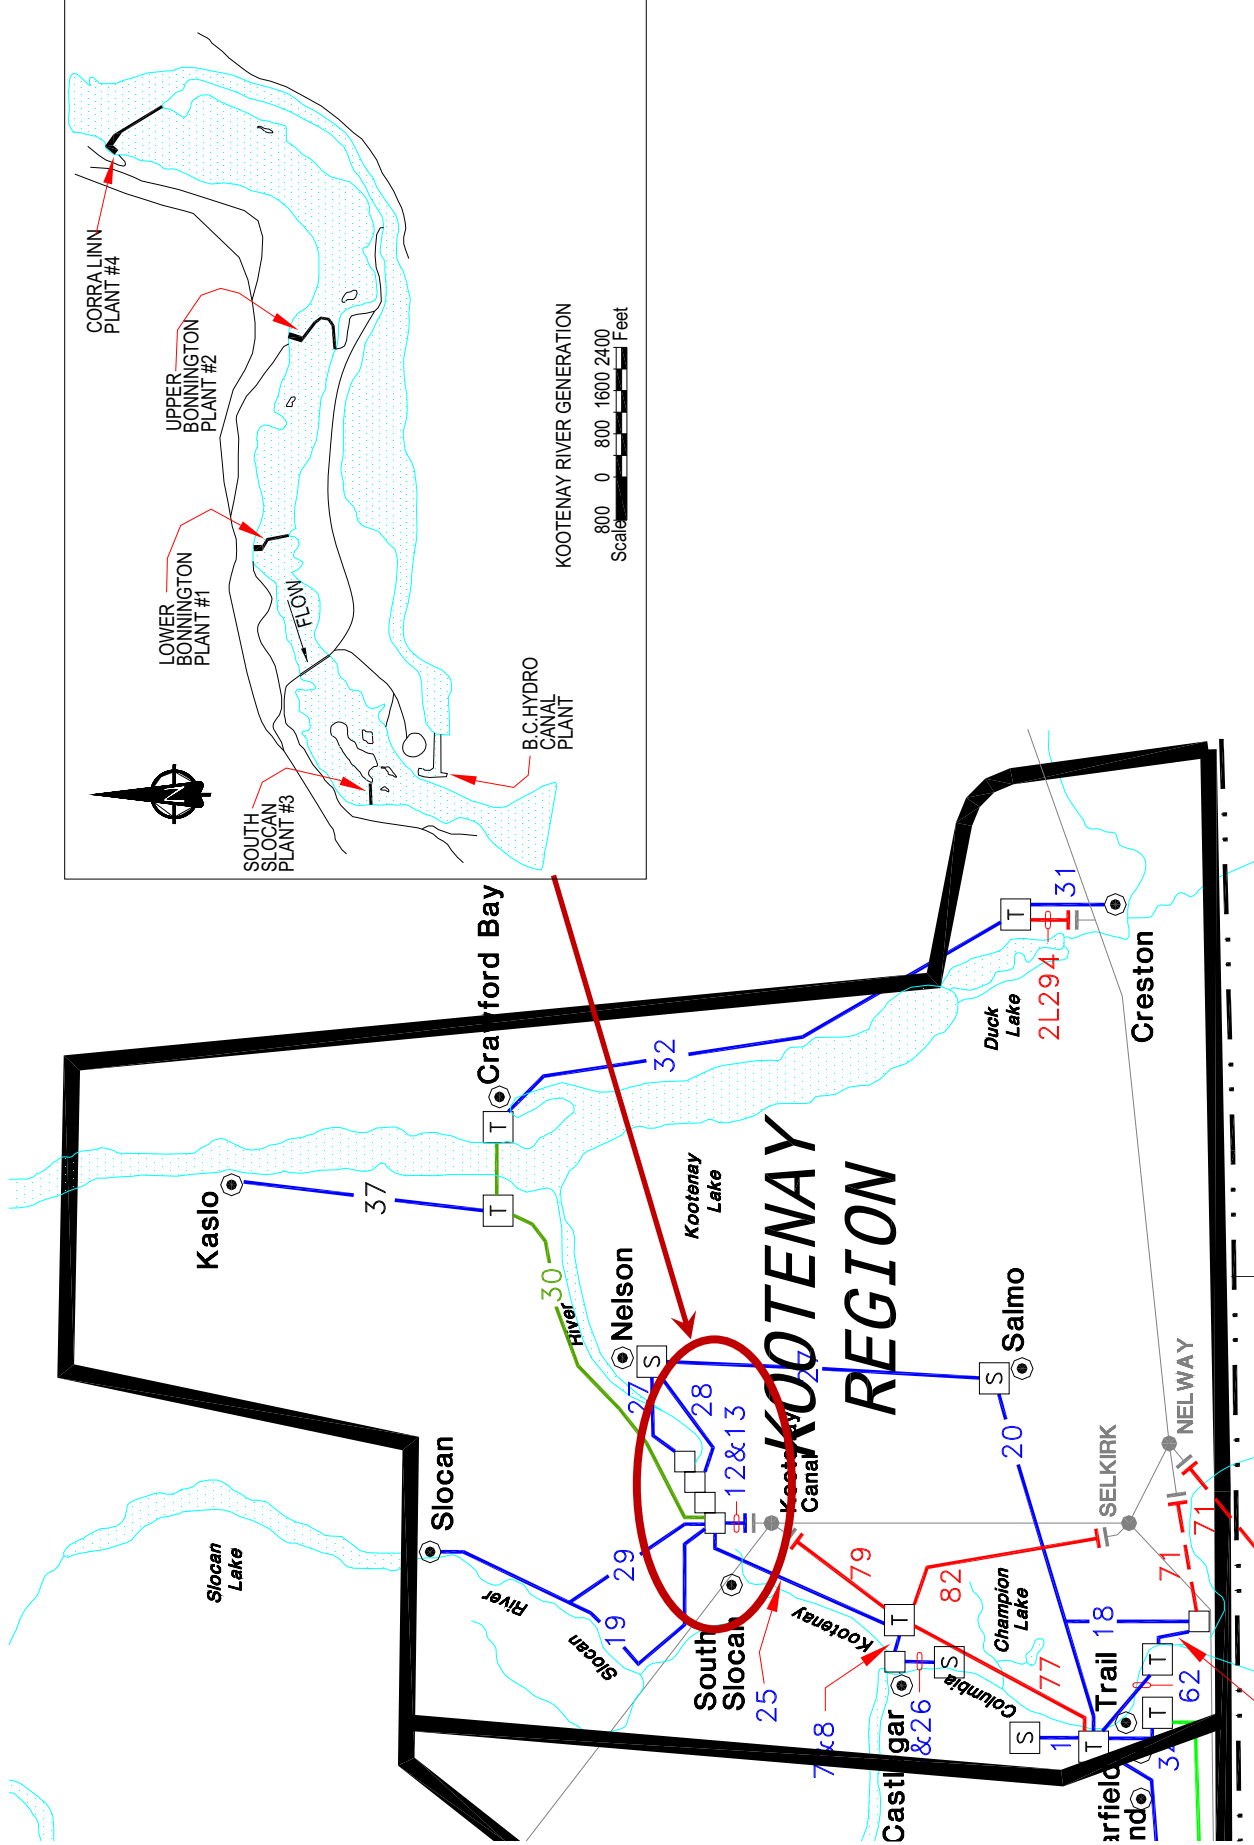 CORRA LINN
PLANT #4
UPPER
BONNINGTON
PLANT #2
LOWER
BONNINGTON
PLANT #1
FLOW
SOUTH
SLOCAN
PLANT #3
B.C.HYDRO
CANAL
PLANT
KOOTENAY RIVER GENERATION
800 0 800 1600 2400
Scale Feet
N
KOOTENAY
REGION
Kaslo
Crawford Bay
Slocan
Nelson
Salmo
Creston
South
Slocan
Trail
Kootenay
Canal
SELKIRK
NELWAY
Slocan
Lake
Kootenay
Lake
Duck
Lake
Champion
Lake
River
Slocan
River
Kootenay
Columbia
37
30
32
31
2L294
27
28
12&13
27
20
29
19
25
79
82
77
18
71
71
62
&26
T
T
T
T
T
T
T
S
S
S
S